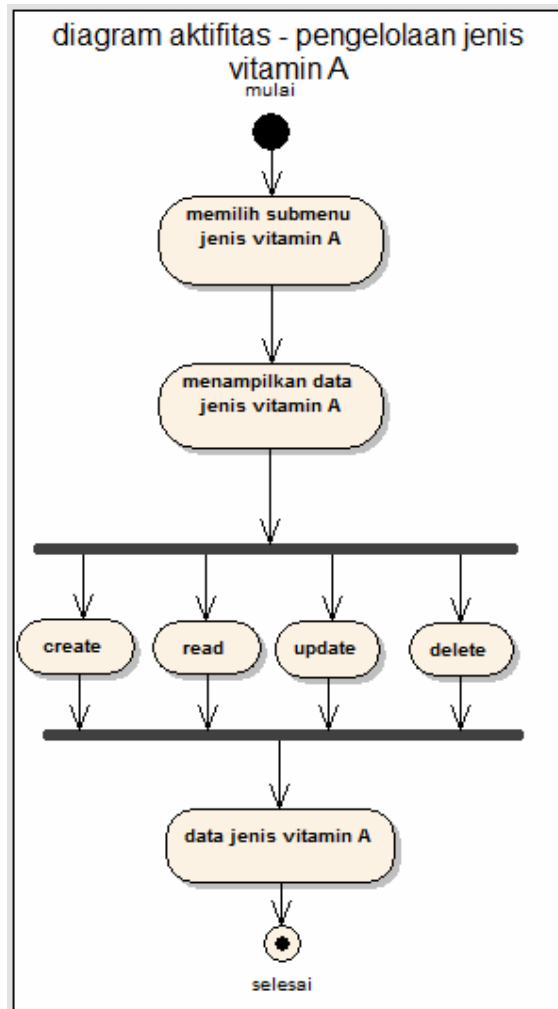 diagram aktifitas - pengelolaan jenis
vitamin A
mulai
memilih submenu
jenis vitamin A
menampilkan data
jenis vitamin A
create
read
update
delete
data jenis vitamin A
selesai